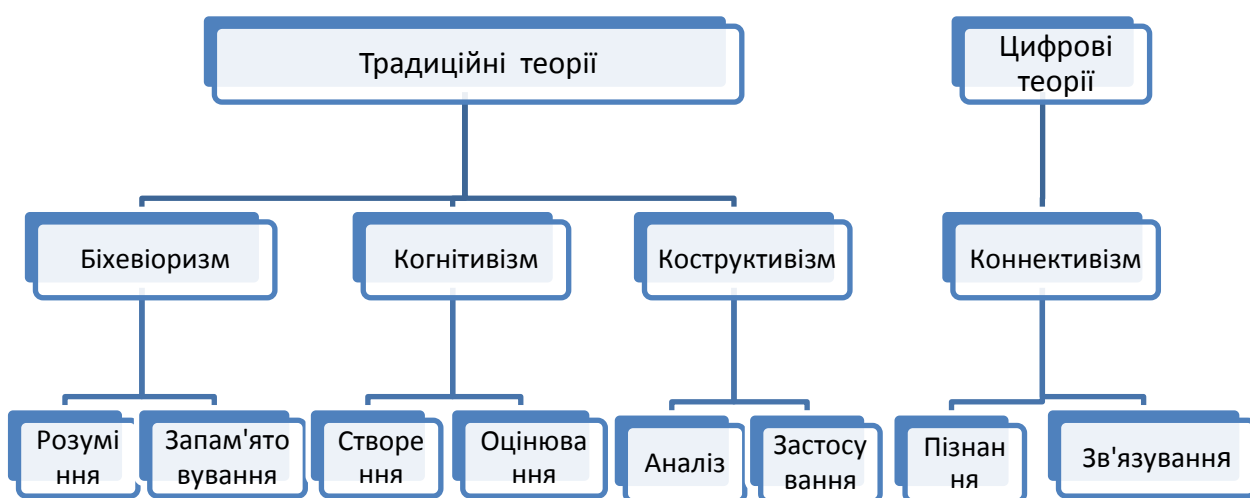 Традиційні теорії
Цифрові
теорії
Біхевіоризм
Когнітивізм
Коструктивізм
Коннективізм
Розумі
ння
Запам'ято
вування
Створе
ння
Оцінюва
ння
Аналіз
Застосу
вання
Пізнан
ня
Зв'язування